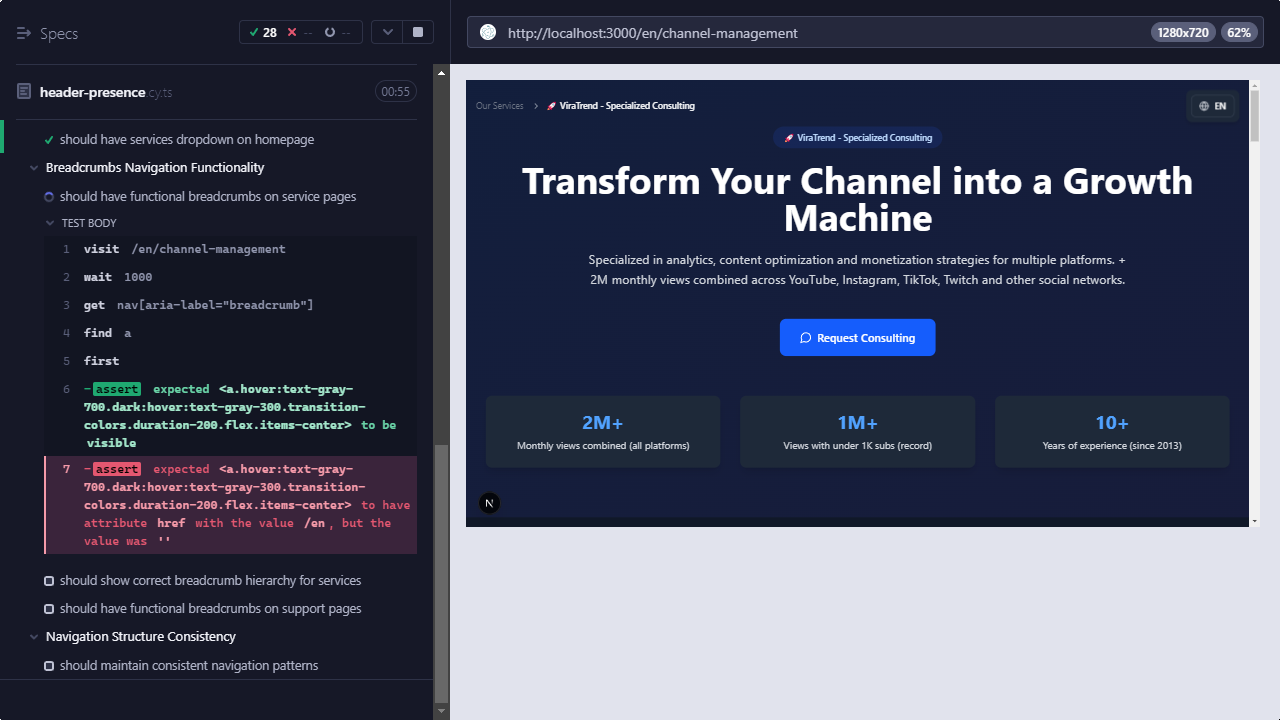 Specs
28
--
--
header-presence.cy.ts
00:55
should have services dropdown on homepage
Breadcrumbs Navigation Functionality
should have functional breadcrumbs on service pages
TEST BODY
1 visit /en/channel-management
2 wait 1000
3 get nav[aria-label="breadcrumb"]
4 find a
5 first
6 -assert expected <a.hover:text-gray-
700.dark:hover:text-gray-300.transition-
colors.duration-200.flex.items-center> to be
visible
7 -assert expected <a.hover:text-gray-
700.dark:hover:text-gray-300.transition-
colors.duration-200.flex.items-center> to have
attribute href with the value /en, but the
value was ''
should show correct breadcrumb hierarchy for services
should have functional breadcrumbs on support pages
Navigation Structure Consistency
should maintain consistent navigation patterns
http://localhost:3000/en/channel-management
1280x720
62%
Our Services > 🚀 ViraTrend - Specialized Consulting
EN
🚀 ViraTrend - Specialized Consulting
Transform Your Channel into a Growth
Machine
Specialized in analytics, content optimization and monetization strategies for multiple platforms. +
2M monthly views combined across YouTube, Instagram, TikTok, Twitch and other social networks.
Request Consulting
2M+
Monthly views combined (all platforms)
1M+
Views with under 1K subs (record)
10+
Years of experience (since 2013)
N